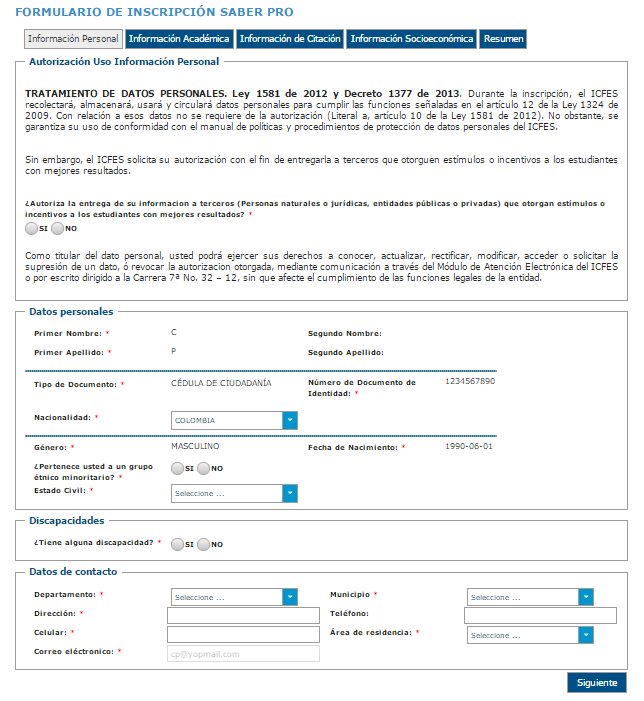 FORMULARIO DE INSCRIPCIÓN SABER PRO
Información Personal Información Académica Información de Citación Información Socioeconómica Resumen
Autorización Uso Información Personal
TRATAMIENTO DE DATOS PERSONALES. Ley 1581 de 2012 y Decreto 1377 de 2013. Durante la inscripción, el ICFES
recolectará, almacenará, usará y circulará datos personales para cumplir las funciones señaladas en el artículo 12 de la Ley 1324 de
2009. Con relación a esos datos no se requiere de la autorización (Literal a, artículo 10 de la Ley 1581 de 2012). No obstante, se
garantiza su uso de conformidad con el manual de políticas y procedimientos de protección de datos personales del ICFES.
Sin embargo, el ICFES solicita su autorización con el fin de entregarla a terceros que otorguen estímulos o incentivos a los estudiantes
con mejores resultados.
¿Autoriza la entrega de su informacion a terceros (Personas naturales o jurídicas, entidades públicas o privadas) que otorgan estímulos o
incentivos a los estudiantes con mejores resultados? *
SI NO
Como titular del dato personal, usted podrá ejercer sus derechos a conocer, actualizar, rectificar, modificar, acceder o solicitar la
supresión de un dato, ó revocar la autorizacion otorgada, mediante comunicación a través del Módulo de Atención Electrónica del ICFES
o por escrito dirigido a la Carrera 7ª No. 32 – 12, sin que afecte el cumplimiento de las funciones legales de la entidad.
Datos personales
Primer Nombre: * C Segundo Nombre:
Primer Apellido: * P Segundo Apellido:
Tipo de Documento: * CÉDULA DE CIUDADANÍA Número de Documento de 1234567890
Identidad: *
Nacionalidad: * COLOMBIA
Género: * MASCULINO Fecha de Nacimiento: * 1990-06-01
¿Pertenece usted a un grupo SI NO
étnico minoritario? *
Estado Civil: * Seleccione ...
Discapacidades
¿Tiene alguna discapacidad? * SI NO
Datos de contacto
Departamento: * Seleccione ... Municipio * Seleccione ...
Dirección: * Teléfono:
Celular: * Área de residencia: * Seleccione ...
Correo eléctronico: * cp@yopmail.com
Siguiente